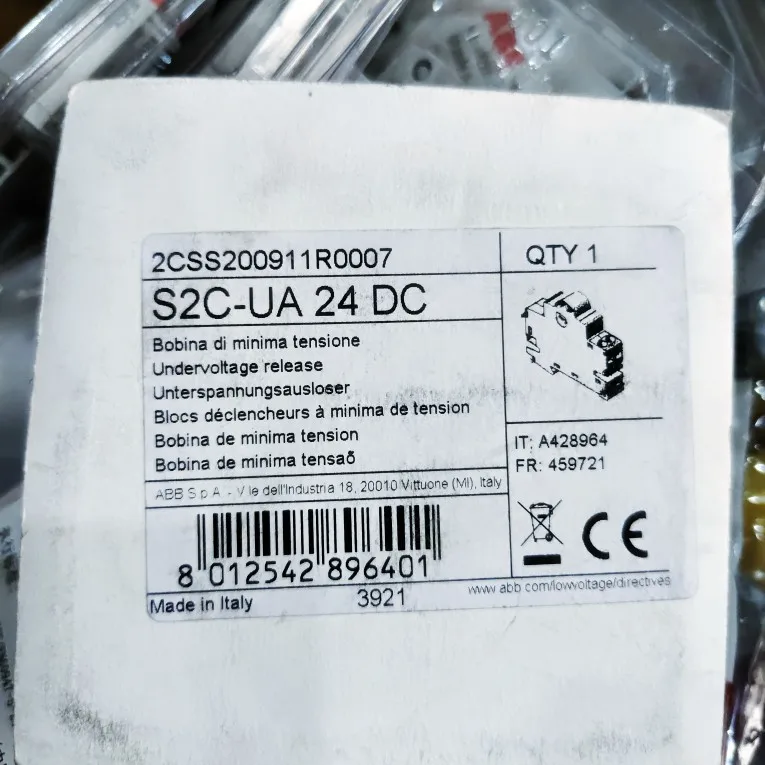 2CSS200911R0007
QTY 1
S2C-UA 24 DC
Bobina di minima tensione
Undervoltage release
Unterspannungsausloser
Blocs déclencheurs à minima de tension
Bobina de minima tension
Bobina de minima tensaõ
IT: A428964
FR: 459721
ABB S.p.A. - V.le dell'Industria 18, 20010 Vittuone (MI), Italy
CE
8 012542 896401
Made in Italy
3921
www.abb.com/lowvoltage/directives